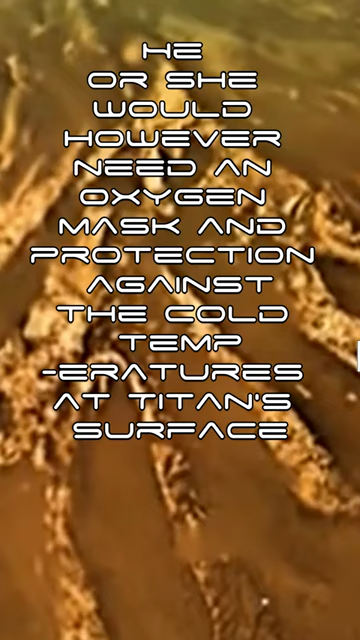 HE
OR SHE
WOULD
HOWEVER
NEED AN
OXYGEN
MASK AND
PROTECTION
AGAINST
THE COLD
TEMP
-ERATURES
AT TITAN'S
SURFACE